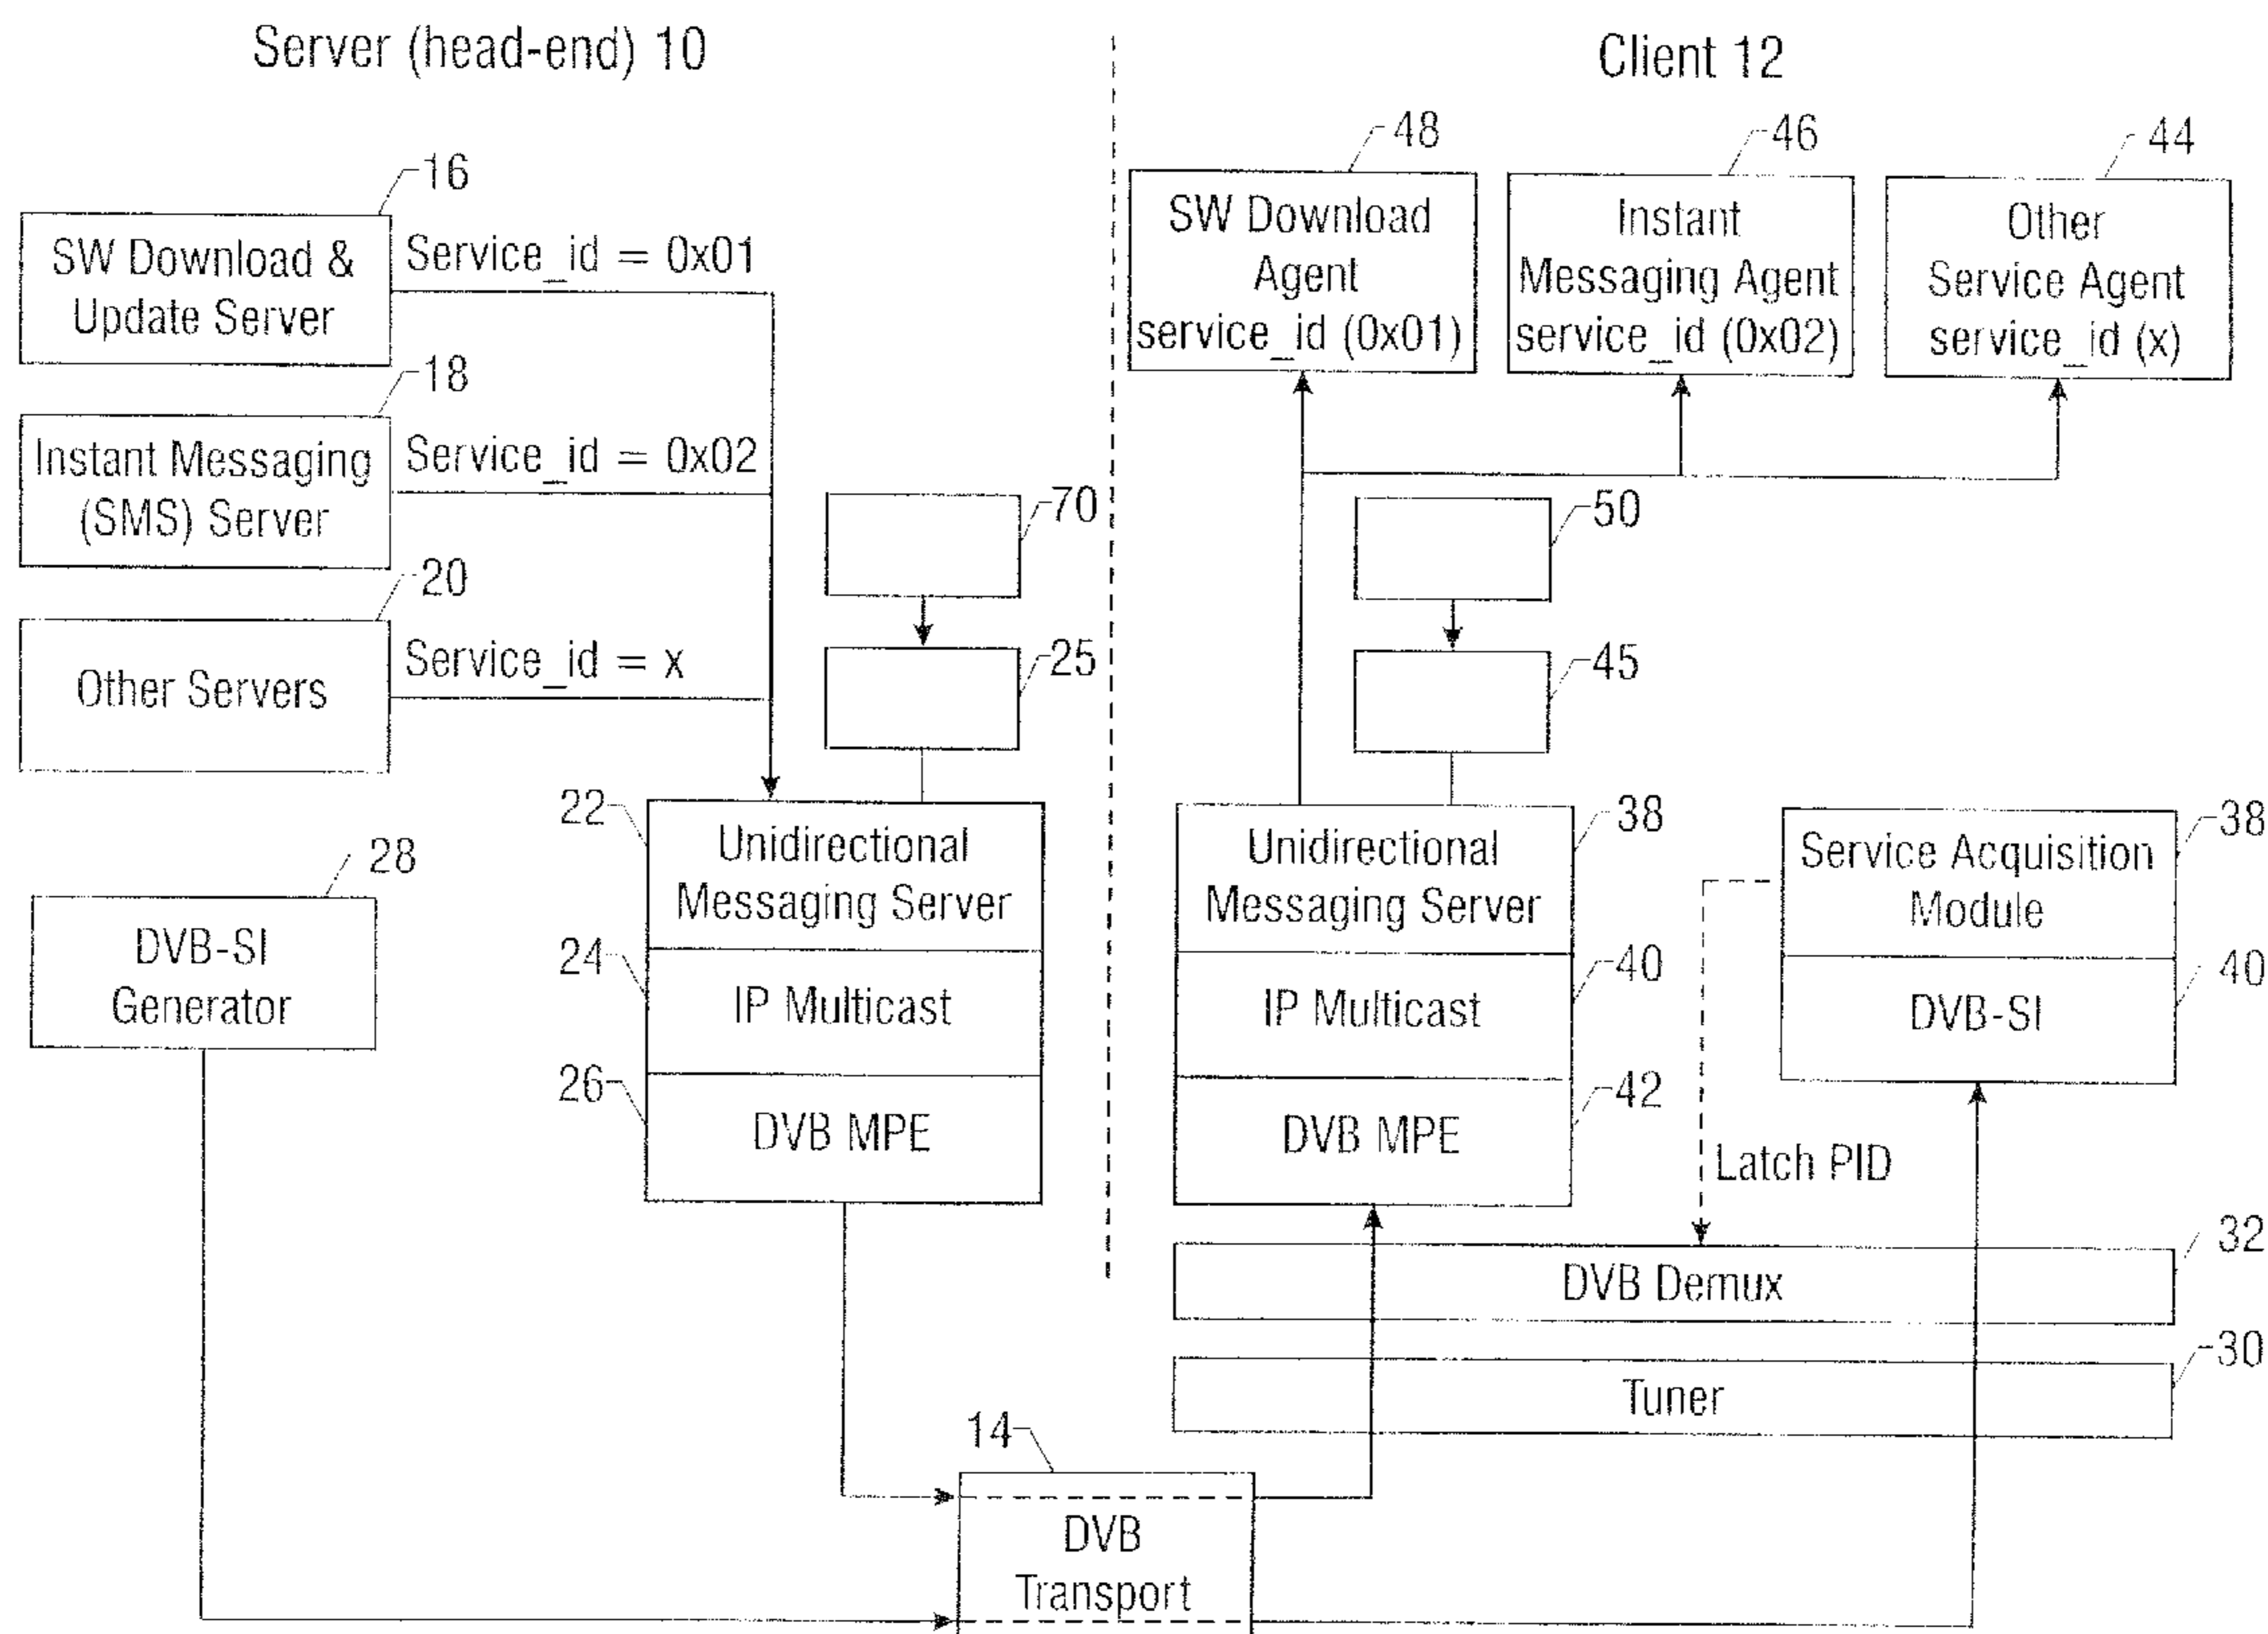 Server (head-end) 10
Client 12
16
SW Download &
Update Server
Service_id = 0x01
18
Instant Messaging
(SMS) Server
Service_id = 0x02
20
Other Servers
Service_id = x
70
25
48
SW Download
Agent
service_id (0x01)
46
Instant
Messaging Agent
service_id (0x02)
44
Other
Service Agent
service_id (x)
50
45
28
DVB-SI
Generator
22
Unidirectional
Messaging Server
24
IP Multicast
26
DVB MPE
38
Unidirectional
Messaging Server
40
IP Multicast
42
DVB MPE
38
Service Acquisition
Module
40
DVB-SI
Latch PID
32
DVB Demux
30
Tuner
14
DVB
Transport